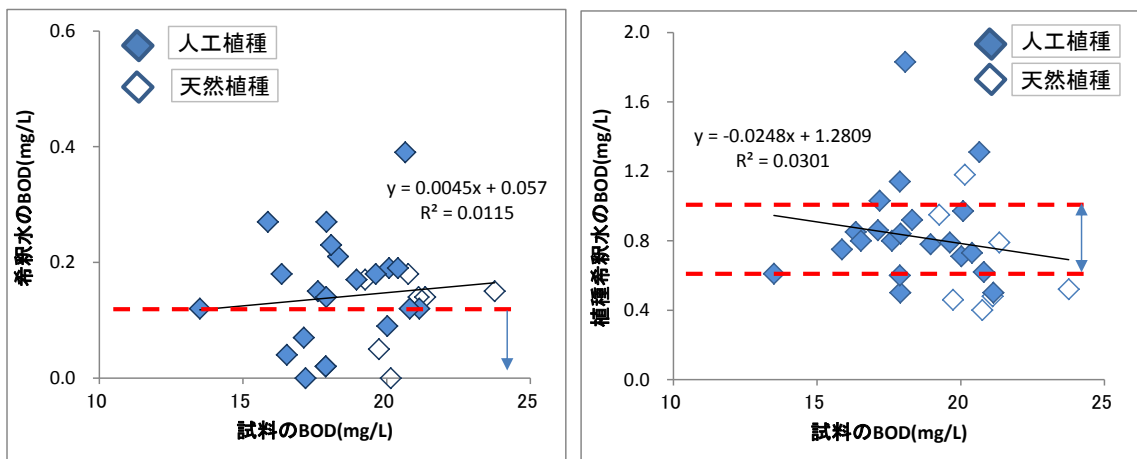 0.6
0.4
0.2
0.0
10
15
20
25
希釈水のBOD(mg/L)
試料のBOD(mg/L)
人工植種
天然植種
y = 0.0045x + 0.057
R² = 0.0115
2.0
1.6
1.2
0.8
0.4
0.0
10
15
20
25
植種希釈水のBOD(mg/L)
試料のBOD(mg/L)
人工植種
天然植種
y = -0.0248x + 1.2809
R² = 0.0301